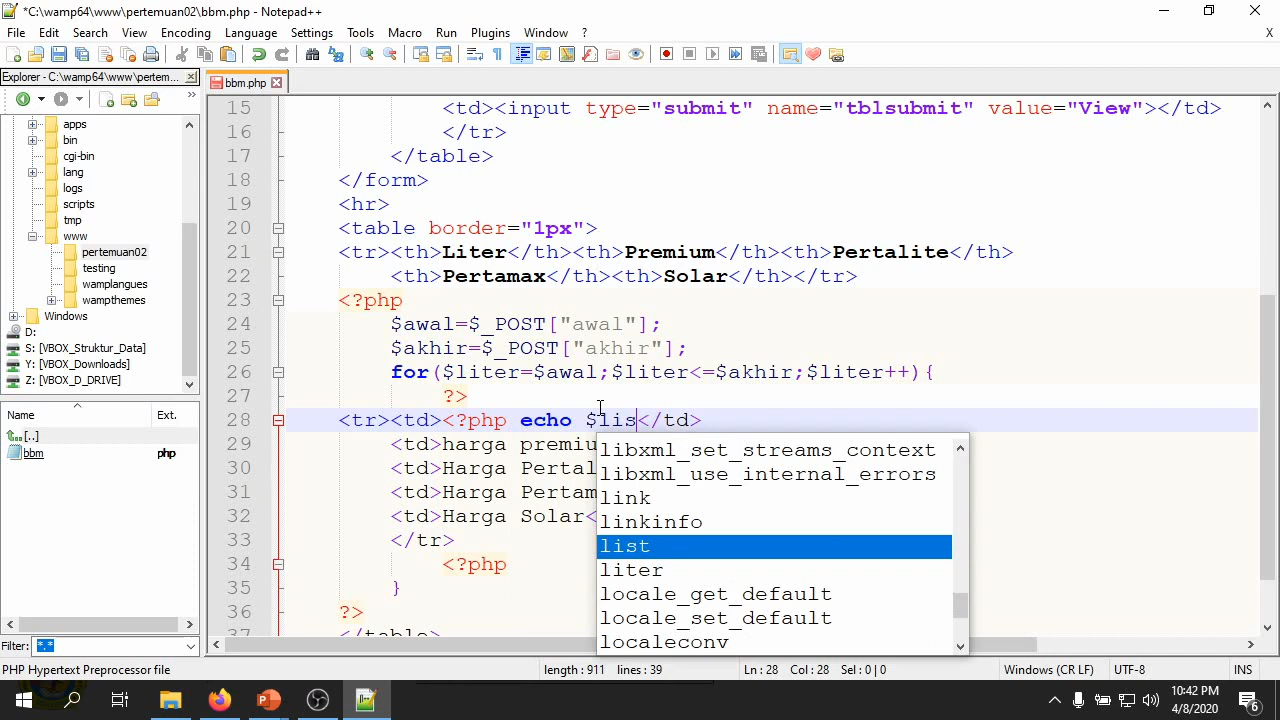 *C:\wamp64\www\pertemuan02\bbm.php - Notepad++
File Edit Search View Encoding Language Settings Tools Macro Run Plugins Window ? X
Explorer - C:\wamp64\www\pertem...
bbm.php
apps
bin
cgi-bin
lang
logs
scripts
tmp
www
pertemuan02
testing
wamplangues
wampthemes
Windows
D:
S: [VBOX_Struktur_Data]
Y: [VBOX_Downloads]
Z: [VBOX_D_DRIVE]
Name Ext.
[..]
bbm php
Filter: *.*
15 <td><input type="submit" name="tblsubmit" value="View"></td>
16 </tr>
17 </table>
18 </form>
19 <hr>
20 <table border="1px">
21 <tr><th>Liter</th><th>Premium</th><th>Pertalite</th>
22 <th>Pertamax</th><th>Solar</th></tr>
23 <?php
24 $awal=$_POST["awal"];
25 $akhir=$_POST["akhir"];
26 for($liter=$awal;$liter<=$akhir;$liter++){
27 ?>
28 <tr><td><?php echo $lis</td>
29 <td>harga premiu
30 <td>Harga Pertal
31 <td>Harga Pertam
32 <td>Harga Solar<
33 </tr>
34 <?php
35 }
36 ?>
37 </table>
libxml_set_streams_context
libxml_use_internal_errors
link
linkinfo
list
liter
locale_get_default
locale_set_default
localeconv
PHP Hypertext Preprocessor file length : 911 lines : 39 Ln : 28 Col : 28 Sel : 0 | 0 Windows (CR LF) UTF-8 INS
10:42 PM
4/8/2020
6